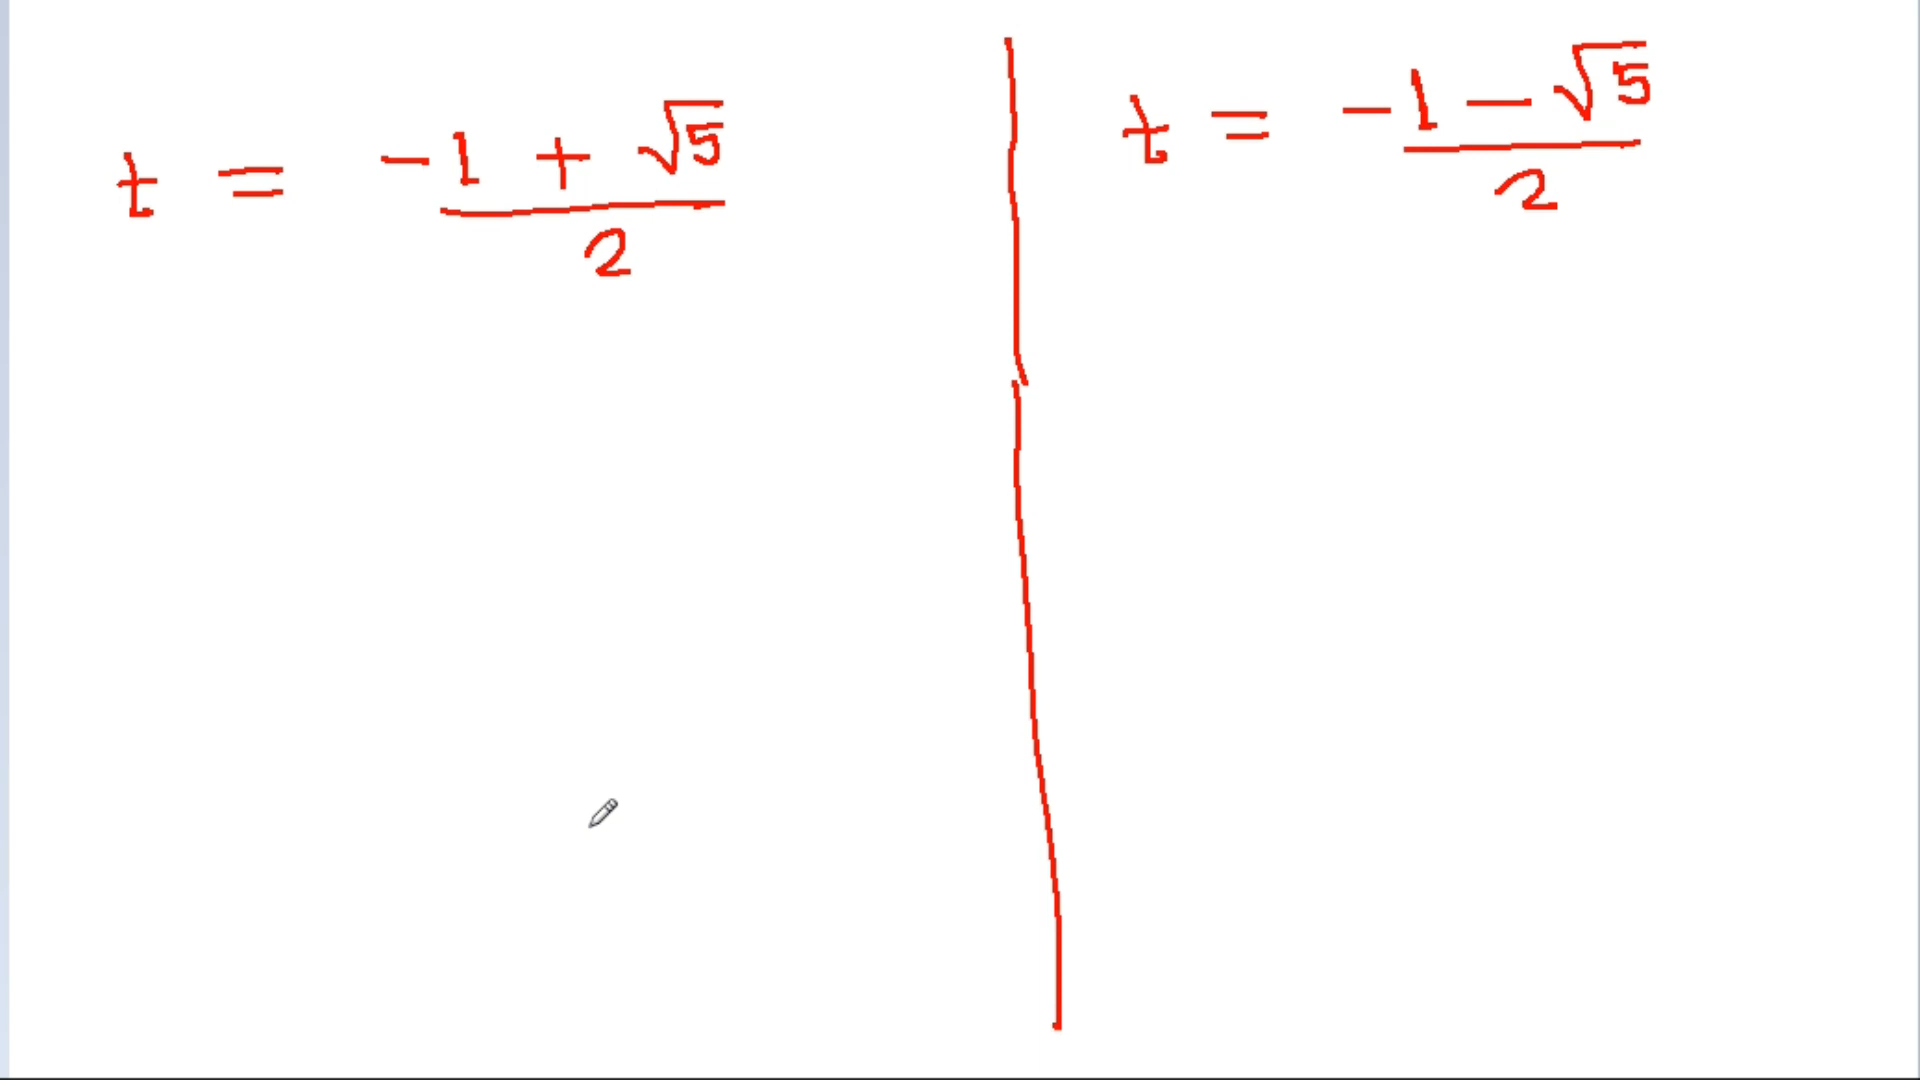 t = (-1 + √5)/2
t = (-1 - √5)/2